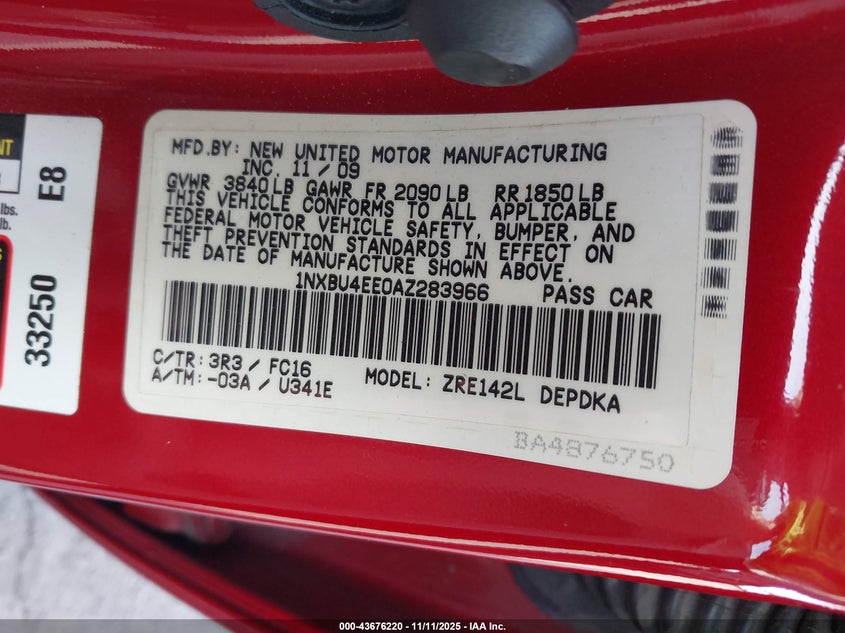 NT
lbs.
lb.
S
33250 E8
MFD.BY: NEW UNITED MOTOR MANUFACTURING
INC. 11/09
GVWR 3840 LB GAWR FR 2090 LB RR 1850 LB
THIS VEHICLE CONFORMS TO ALL APPLICABLE
FEDERAL MOTOR VEHICLE SAFETY, BUMPER, AND
THEFT PREVENTION STANDARDS IN EFFECT ON
THE DATE OF MANUFACTURE SHOWN ABOVE.
1NXBU4EE0AZ283966 PASS CAR
C/TR: 3R3 / FC16
A/TM: -03A / U341E
MODEL: ZRE142L DEPDKA
BA4876750
000-43676220 - 11/11/2025 - IAA Inc.